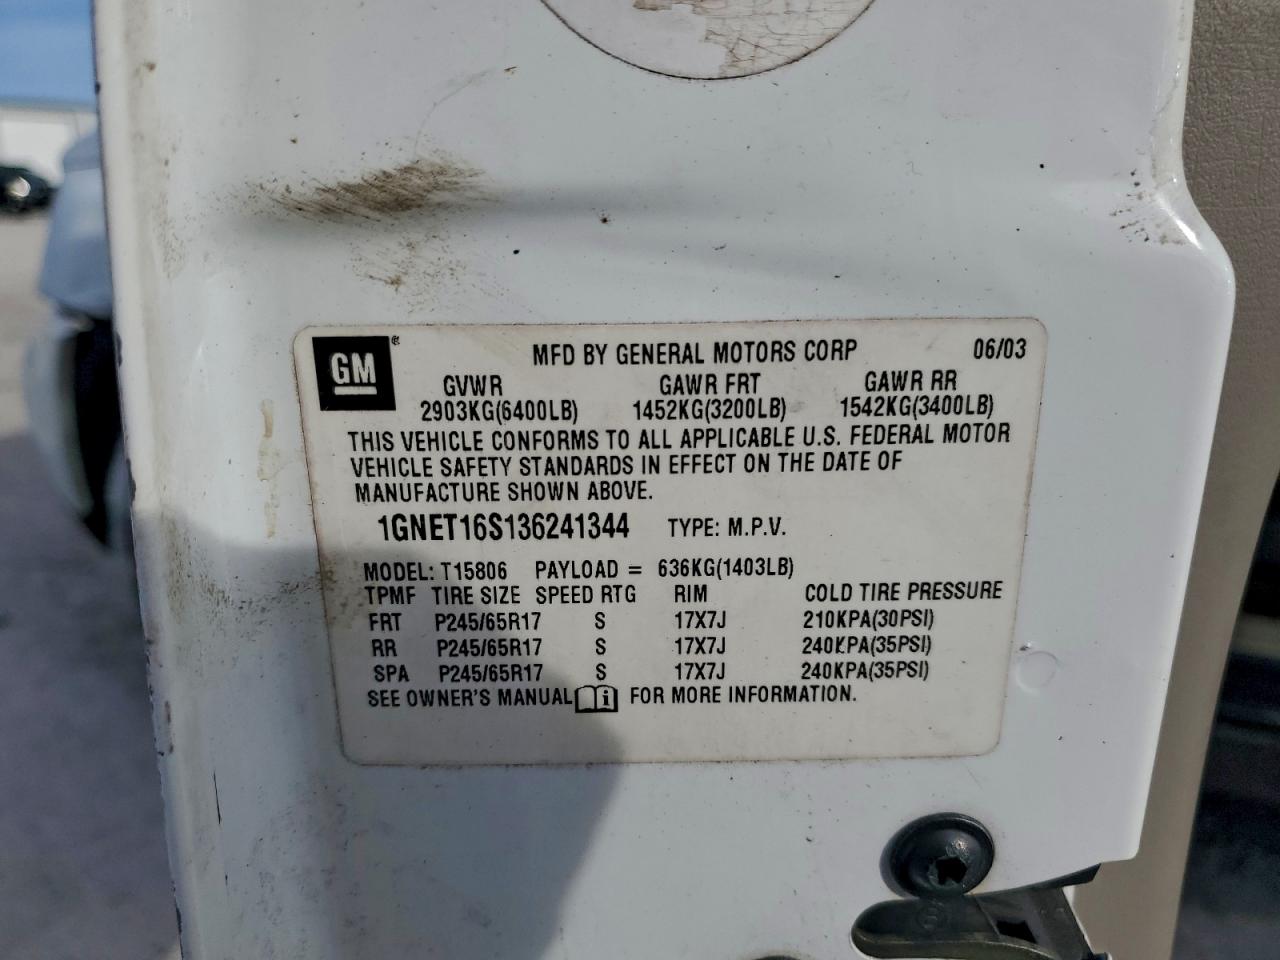 GM ® MFD BY GENERAL MOTORS CORP 06/03
GVWR GAWR FRT GAWR RR
2903KG(6400LB) 1452KG(3200LB) 1542KG(3400LB)
THIS VEHICLE CONFORMS TO ALL APPLICABLE U.S. FEDERAL MOTOR
VEHICLE SAFETY STANDARDS IN EFFECT ON THE DATE OF
MANUFACTURE SHOWN ABOVE.
1GNET16S136241344 TYPE: M.P.V.
MODEL: T15806 PAYLOAD = 636KG(1403LB)
TPMF TIRE SIZE SPEED RTG RIM COLD TIRE PRESSURE
FRT P245/65R17 S 17X7J 210KPA(30PSI)
RR P245/65R17 S 17X7J 240KPA(35PSI)
SPA P245/65R17 S 17X7J 240KPA(35PSI)
SEE OWNER'S MANUAL i FOR MORE INFORMATION.